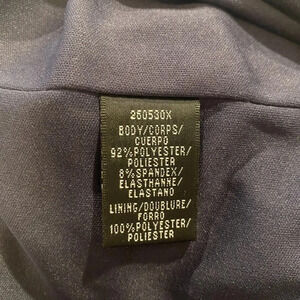 250530X
BODY/CORPS/
CUERPO
92%POLYESTER/
POLIESTER
8%SPANDEX/
ELASTHANNE/
ELASTANO
LINING/DOUBLURE/
FORRO
100%POLYESTER/
POLIESTER